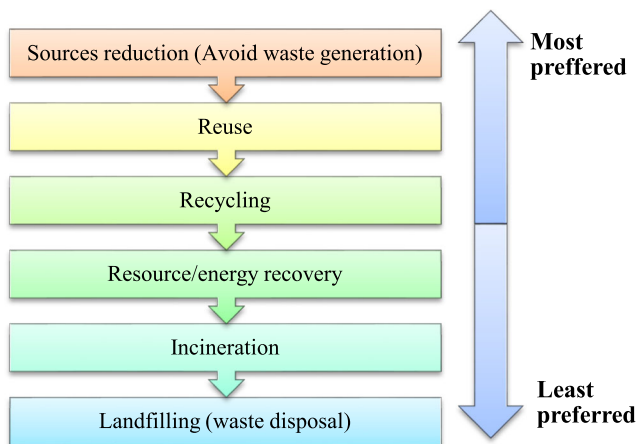 Sources reduction (Avoid waste generation)
Reuse
Recycling
Resource/energy recovery
Incineration
Landfilling (waste disposal)
Most
preffered
Least
preferred